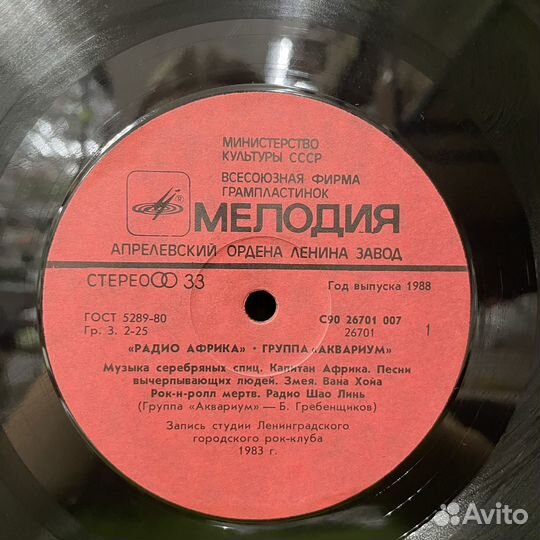 МИНИСТЕРСТВО
КУЛЬТУРЫ СССР
ВСЕСОЮЗНАЯ ФИРМА
ГРАМПЛАСТИНОК
МЕЛОДИЯ
АПРЕЛЕВСКИЙ ОРДЕНА ЛЕНИНА ЗАВОД
СТЕРЕО 33
Год выпуска 1988
ГОСТ 5289-80
Гр. 3. 2-25
С90 26701 007
26701
1
«РАДИО АФРИКА» · ГРУППА «АКВАРИУМ»
Музыка серебряных спиц. Капитан Африка. Песни
вычерпывающих людей. Змея. Вана Хойа
Рок-н-ролл мертв. Радио Шао Линь
(Группа «Аквариум» — Б. Гребенщиков)
Запись студии Ленинградского
городского рок-клуба
1983 г.
Avito